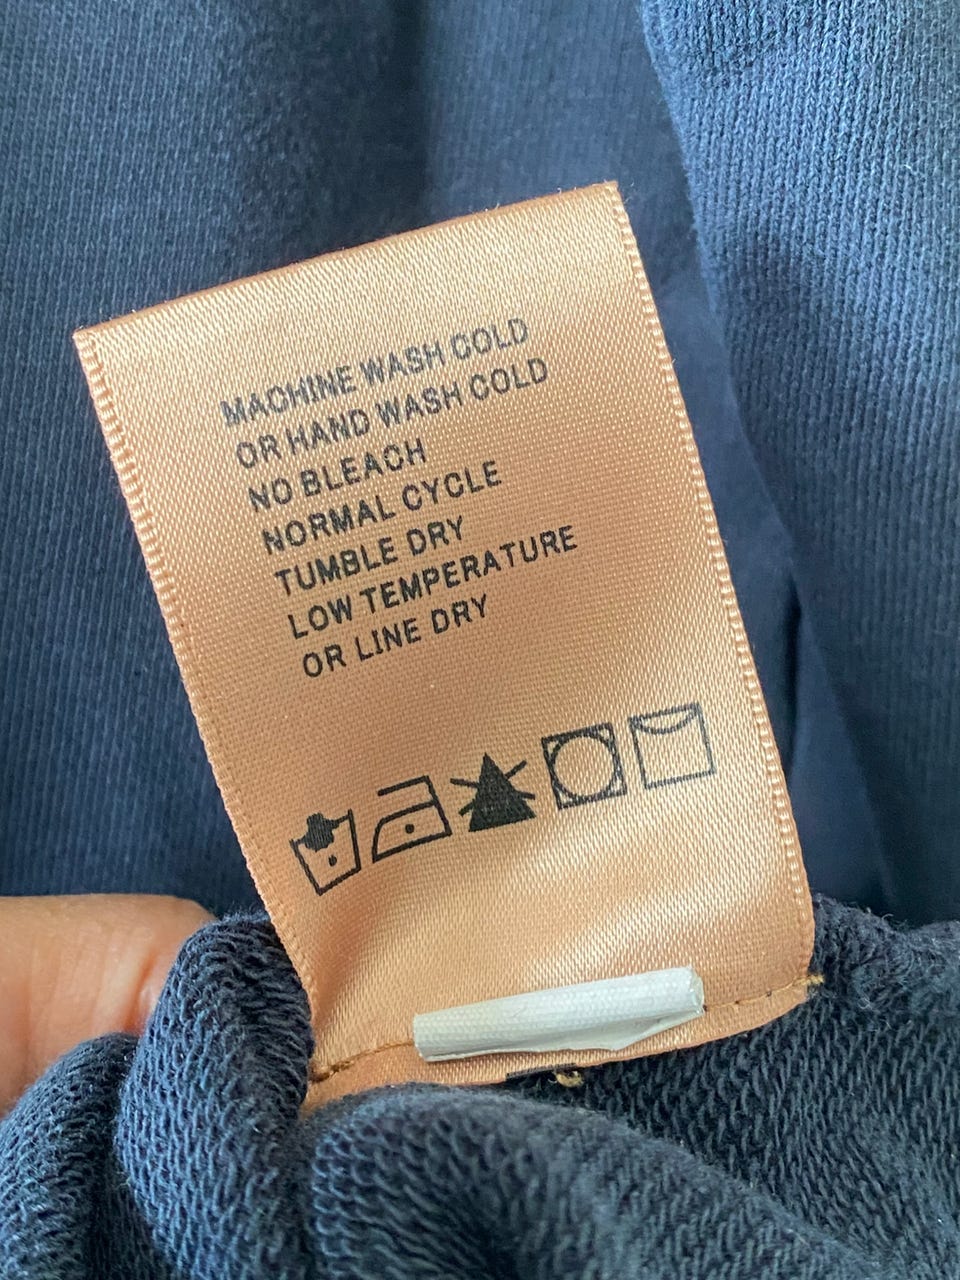 MACHINE WASH COLD
OR HAND WASH COLD
NO BLEACH
NORMAL CYCLE
TUMBLE DRY
LOW TEMPERATURE
OR LINE DRY